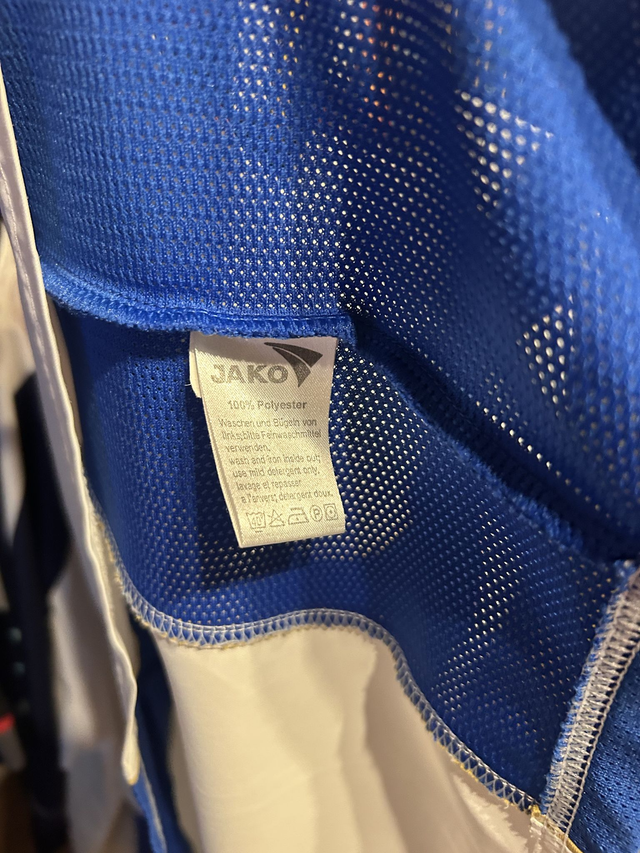 JAKO
100% Polyester
Waschen und Bügeln von
links,bitte Feinwaschmittel
verwenden.
wash and iron inside out;
use mild detergent only.
lavage et repasser
a l'envers; detergent doux.
40°
P